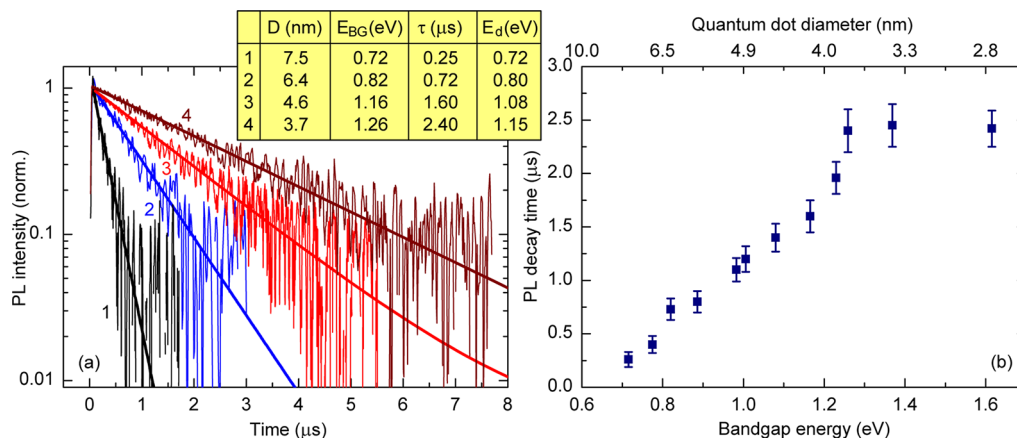 D (nm) E_BG(eV) τ (μs) E_d(eV)
1 7.5 0.72 0.25 0.72
2 6.4 0.82 0.72 0.80
3 4.6 1.16 1.60 1.08
4 3.7 1.26 2.40 1.15
PL intensity (norm.)
1
0.1
0.01
4
3
2
1
(a)
0 1 2 3 4 5 6 7 8
Time (μs)
Quantum dot diameter (nm)
10.0 6.5 4.9 4.0 3.3 2.8
PL decay time (μs)
3.0
2.5
2.0
1.5
1.0
0.5
0.0
(b)
0.6 0.8 1.0 1.2 1.4 1.6
Bandgap energy (eV)